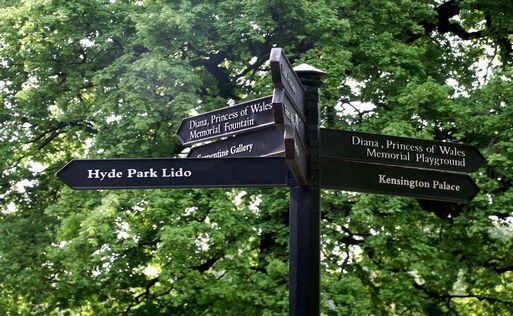 Diana, Princess of Wales
Memorial Fountain
Serpentine Gallery
Hyde Park Lido
Diana, Princess of Wales
Memorial Playground
Kensington Palace